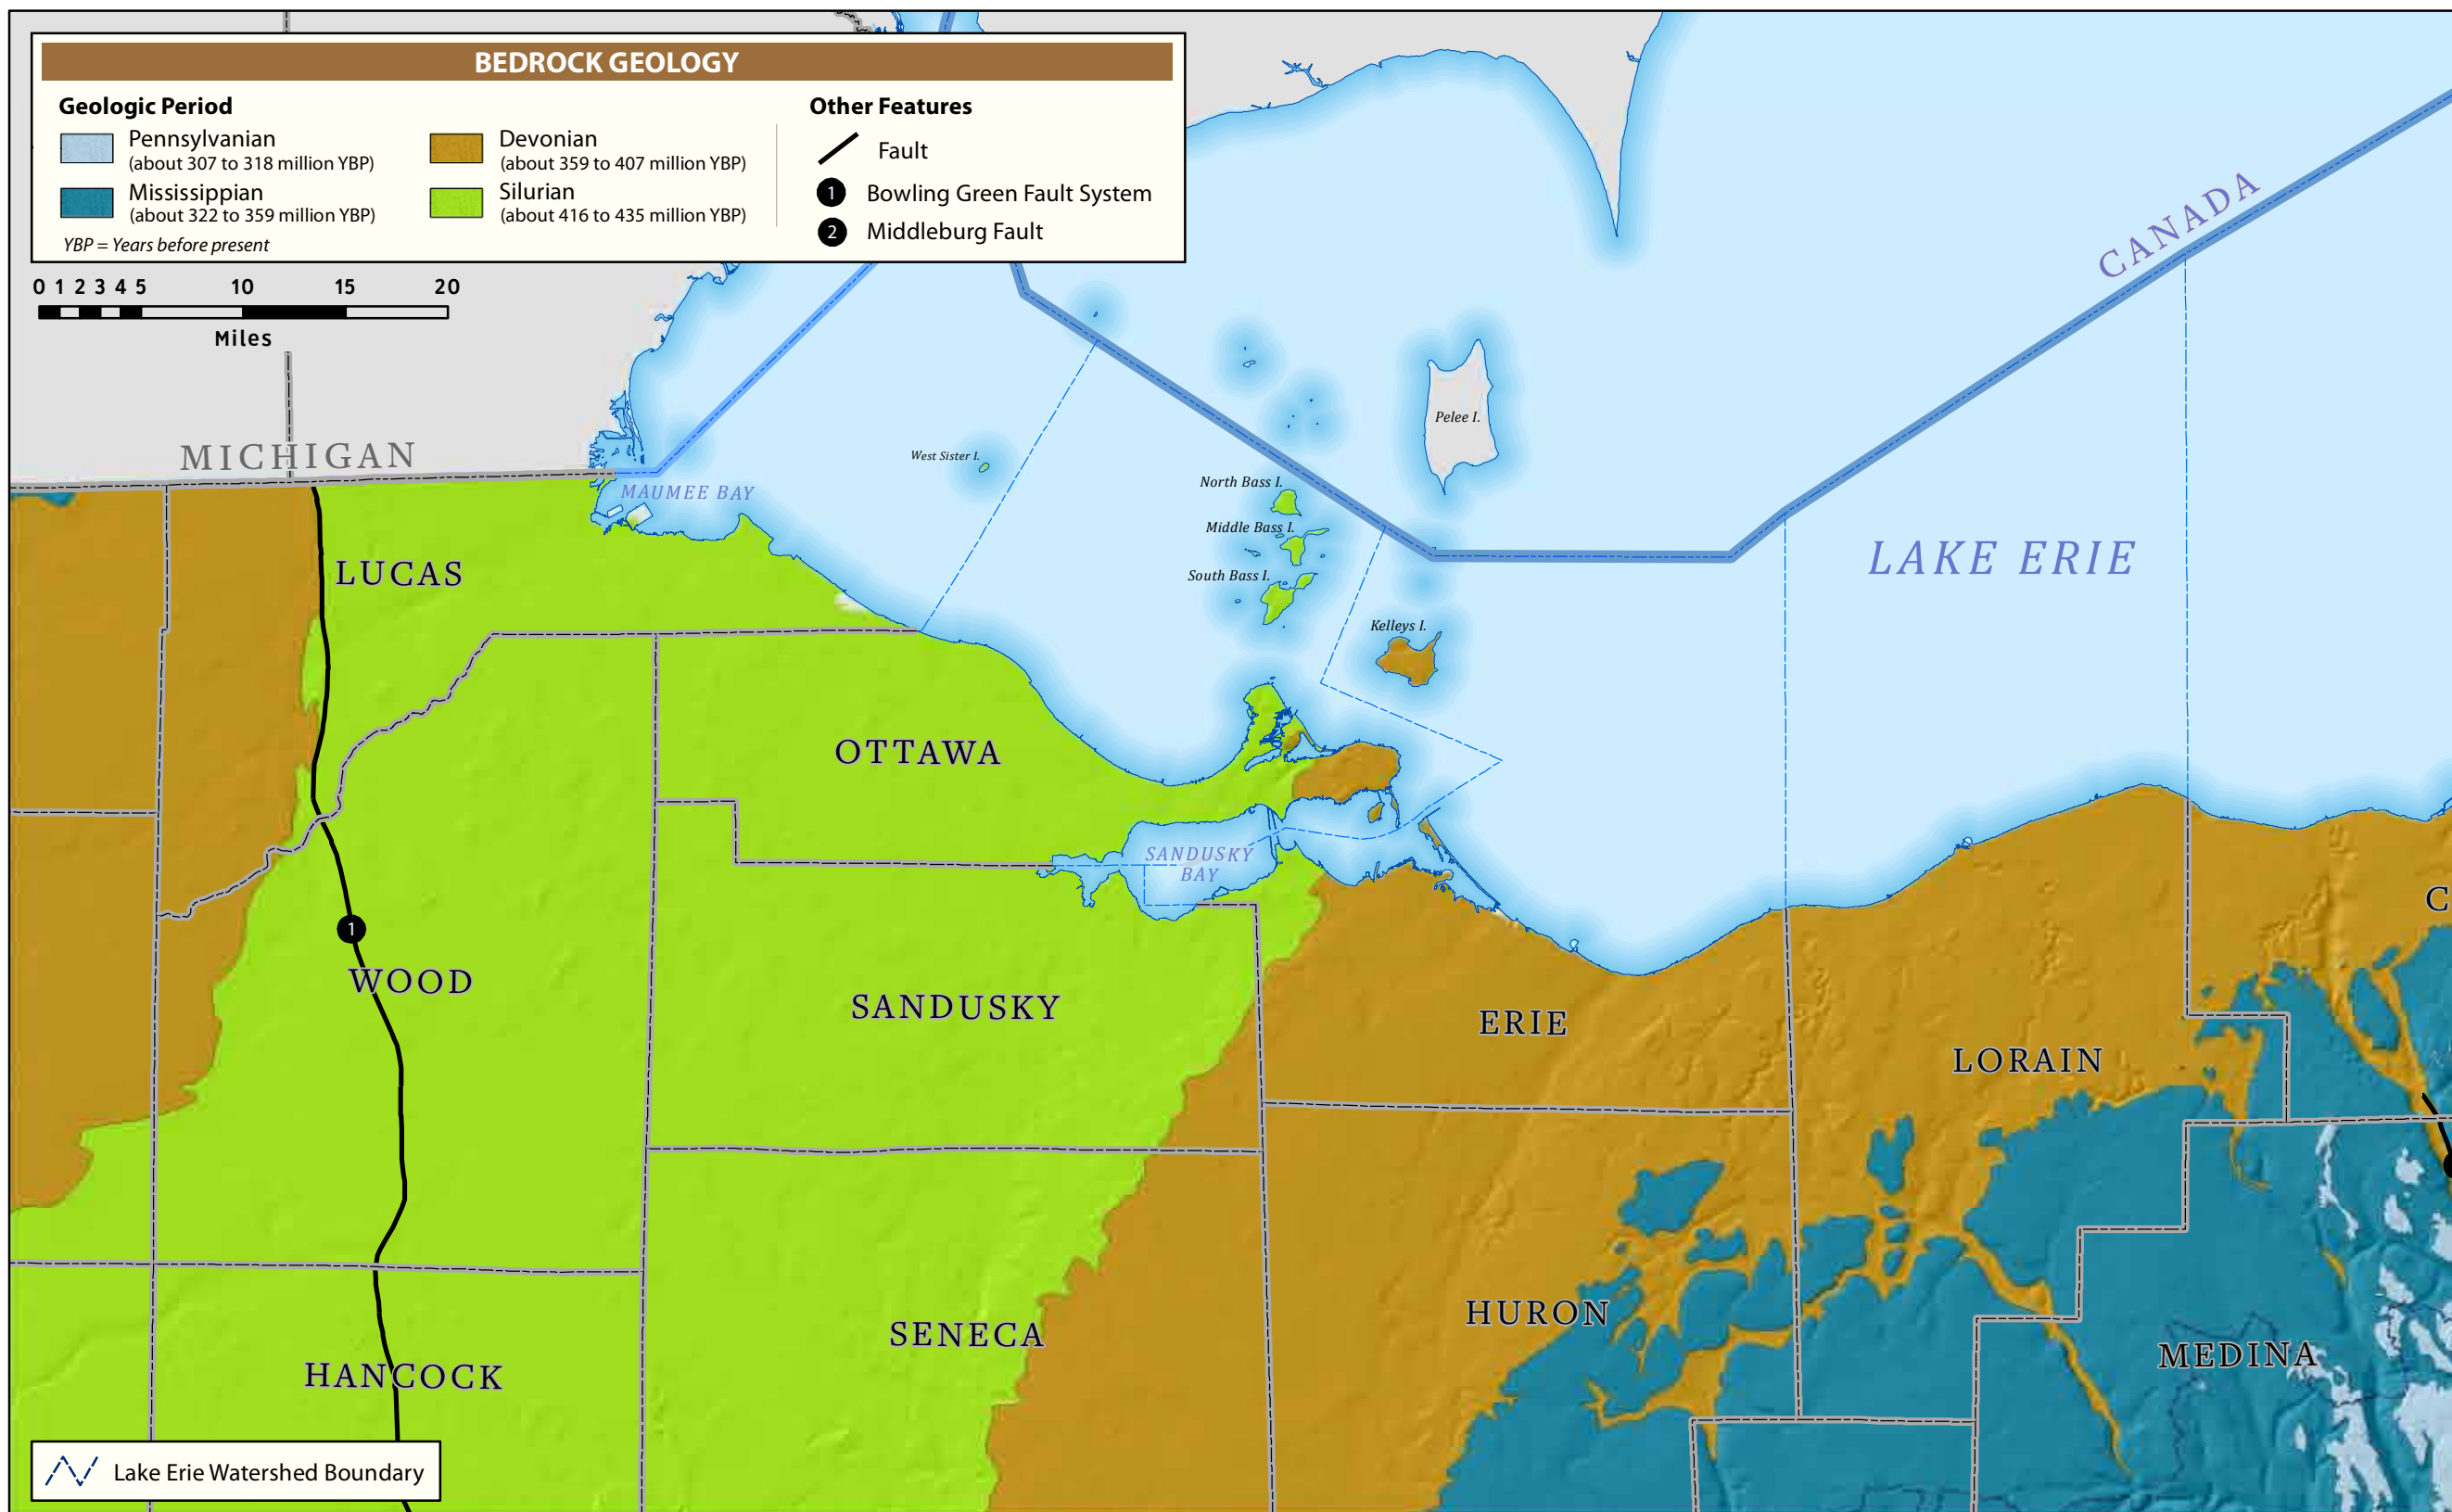 BEDROCK GEOLOGY
Geologic Period
Pennsylvanian
(about 307 to 318 million YBP)
Mississippian
(about 322 to 359 million YBP)
YBP = Years before present
Devonian
(about 359 to 407 million YBP)
Silurian
(about 416 to 435 million YBP)
Other Features
Fault
1 Bowling Green Fault System
2 Middleburg Fault
0 1 2 3 4 5 10 15 20
Miles
CANADA
MICHIGAN
Pelee I.
West Sister I.
North Bass I.
MAUMEE BAY
Middle Bass I.
LAKE ERIE
LUCAS
South Bass I.
Kelleys I.
OTTAWA
SANDUSKY
BAY
C
1
WOOD
SANDUSKY
ERIE
LORAIN
HURON
SENECA
MEDINA
HANCOCK
Lake Erie Watershed Boundary